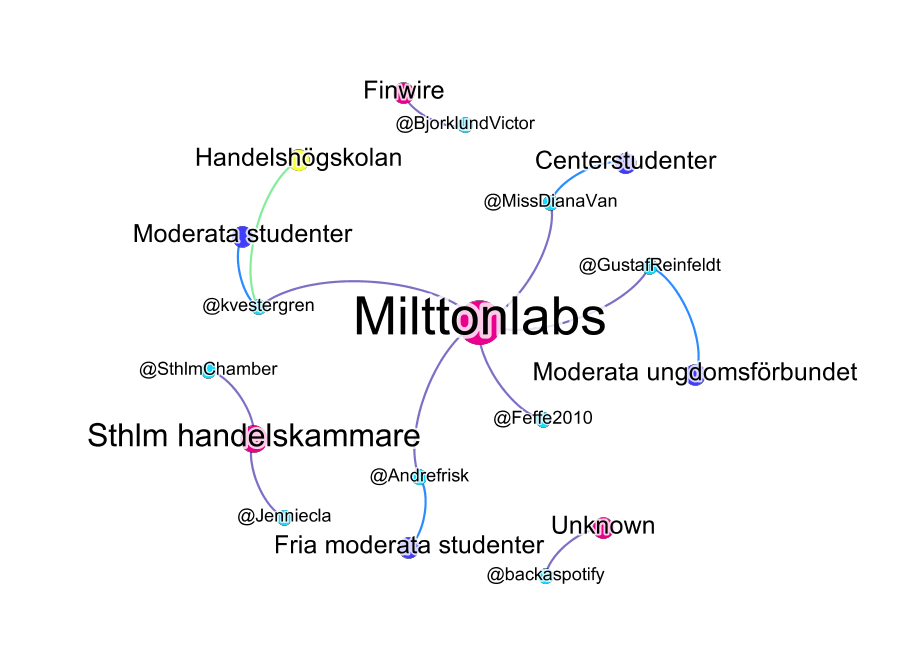 Finwire
@BjorklundVictor
Handelshögskolan
Centerstudenter
@MissDianaVan
Moderata studenter
@GustafReinfeldt
@kvestergren
Milttonlabs
@SthlmChamber
Moderata ungdomsförbundet
@Feffe2010
Sthlm handelskammare
@Andrefrisk
@Jenniecla
Unknown
Fria moderata studenter
@backaspotify